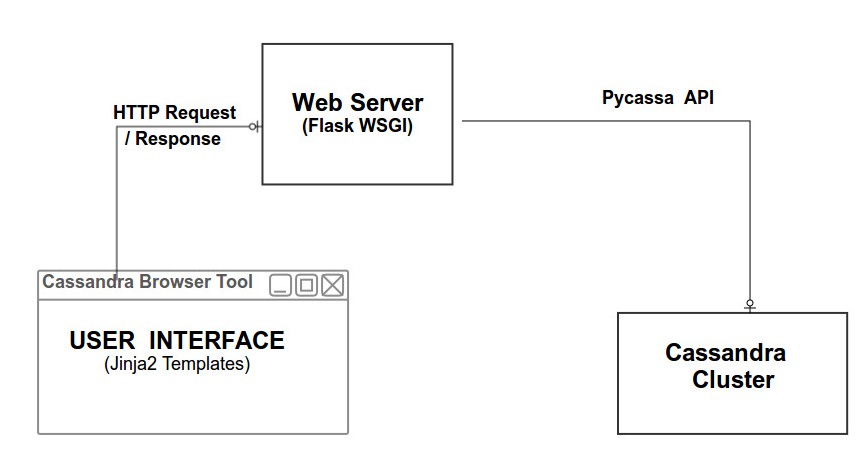 Web Server
(Flask WSGI)
HTTP Request
/ Response
Pycassa API
Cassandra Browser Tool
USER INTERFACE
(Jinja2 Templates)
Cassandra
Cluster